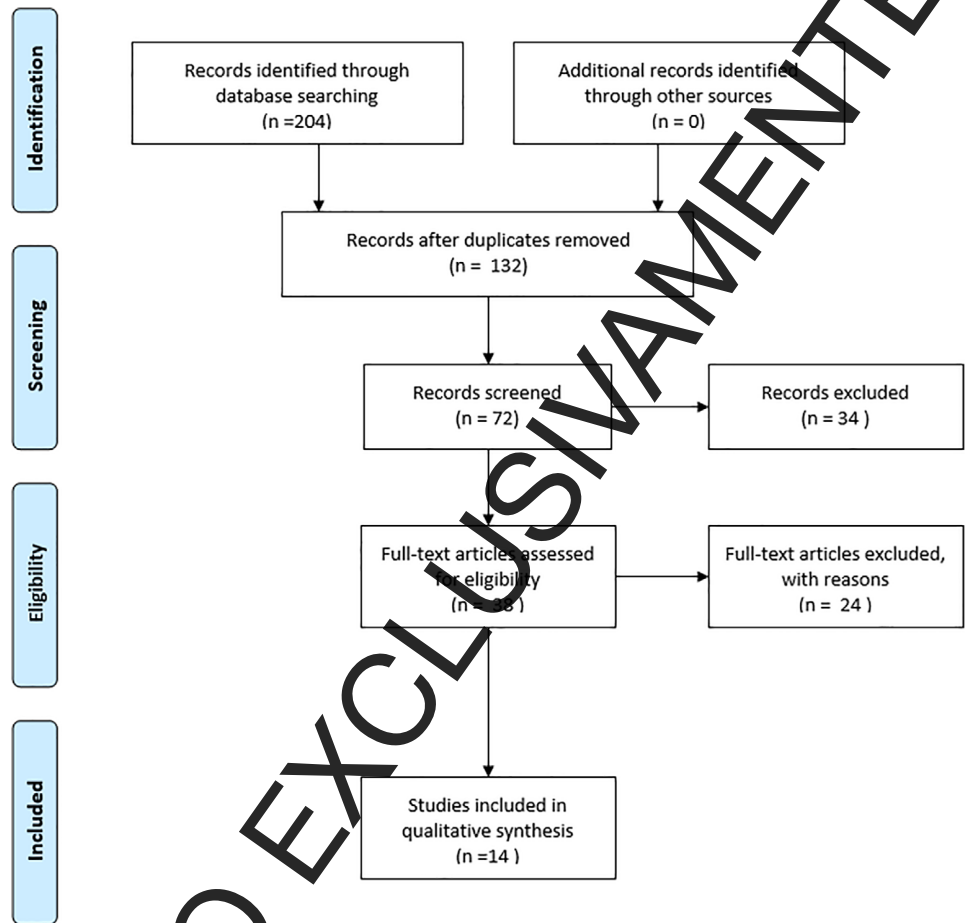 Identification
Records identified through
database searching
(n =204)
Additional records identified
through other sources
(n = 0)
Records after duplicates removed
(n =  132)
Screening
Records screened
(n = 72)
Records excluded
(n = 34 )
Eligibility
Full-text articles assessed
for eligibility
(n =  38 )
Full-text articles excluded,
with reasons
(n =  24 )
Included
Studies included in
qualitative synthesis
(n =14 )
O EXCLUSIVAMENTE